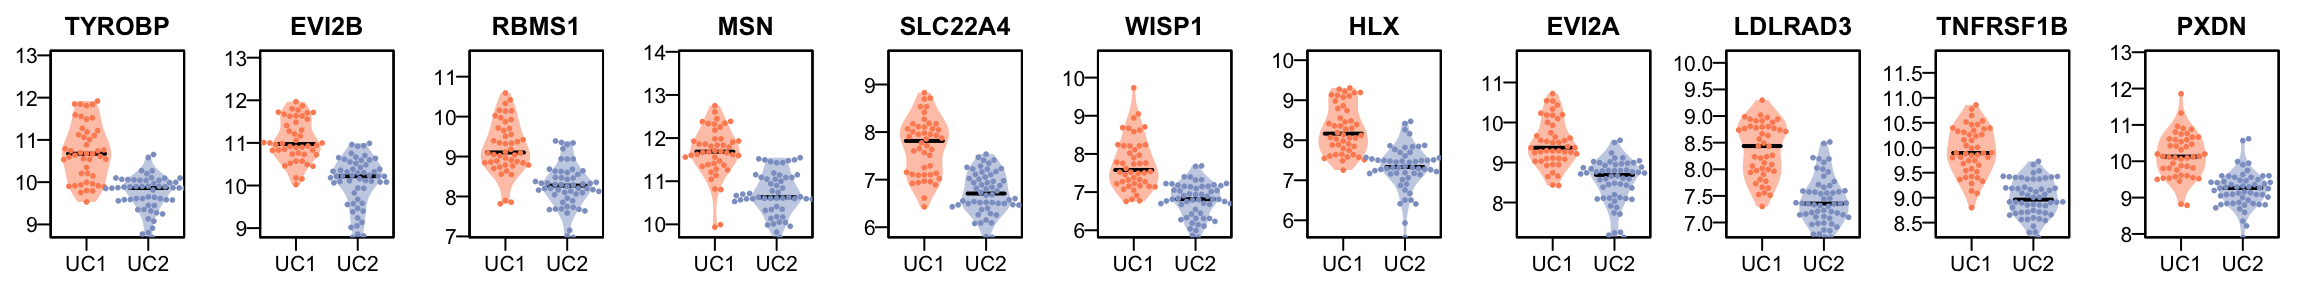 TYROBP
13
12
11
10
9
UC1 UC2
EVI2B
13
12
11
10
9
UC1 UC2
RBMS1
11
10
9
8
7
UC1 UC2
MSN
14
13
12
11
10
UC1 UC2
SLC22A4
9
8
7
6
UC1 UC2
WISP1
10
9
8
7
6
UC1 UC2
HLX
10
9
8
7
6
UC1 UC2
EVI2A
11
10
9
8
UC1 UC2
LDLRAD3
10.0
9.5
9.0
8.5
8.0
7.5
7.0
UC1 UC2
TNFRSF1B
11.5
11.0
10.5
10.0
9.5
9.0
8.5
UC1 UC2
PXDN
13
12
11
10
9
8
UC1 UC2